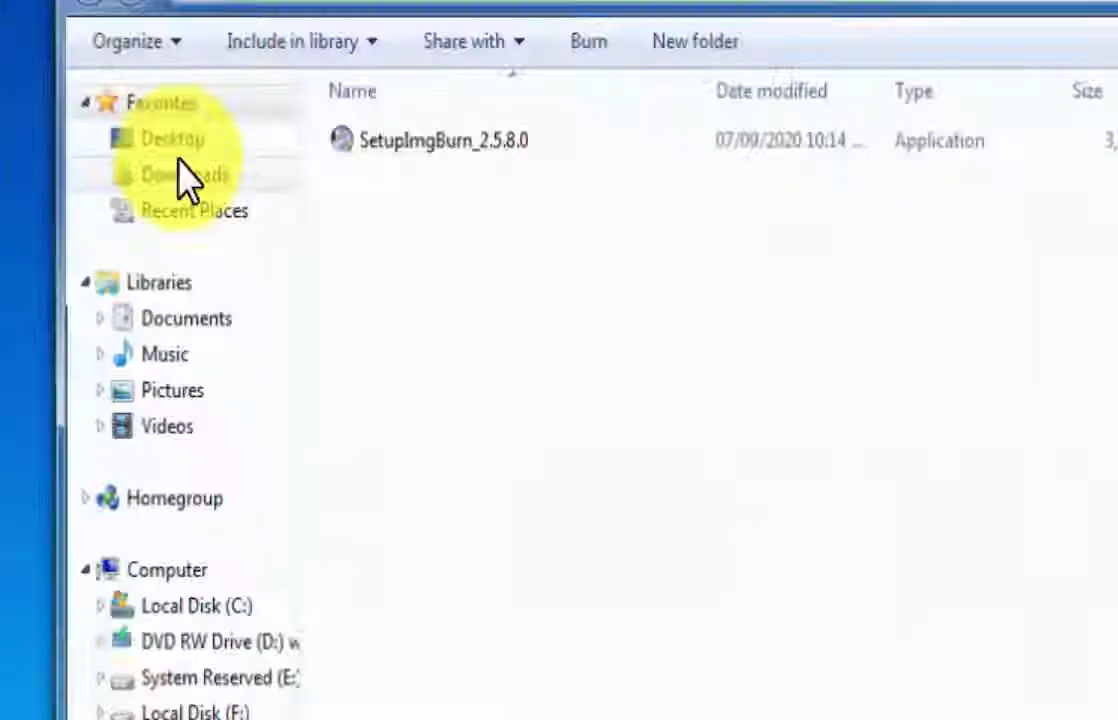 Organize Include in library Share with Burn New folder
Name Date modified Type Size
Favorites
Desktop
SetupImgBurn_2.5.8.0 07/09/2020 10:14 ... Application 3,
Downloads
Recent Places
Libraries
Documents
Music
Pictures
Videos
Homegroup
Computer
Local Disk (C:)
DVD RW Drive (D:) w
System Reserved (E:
Local Disk (F:)